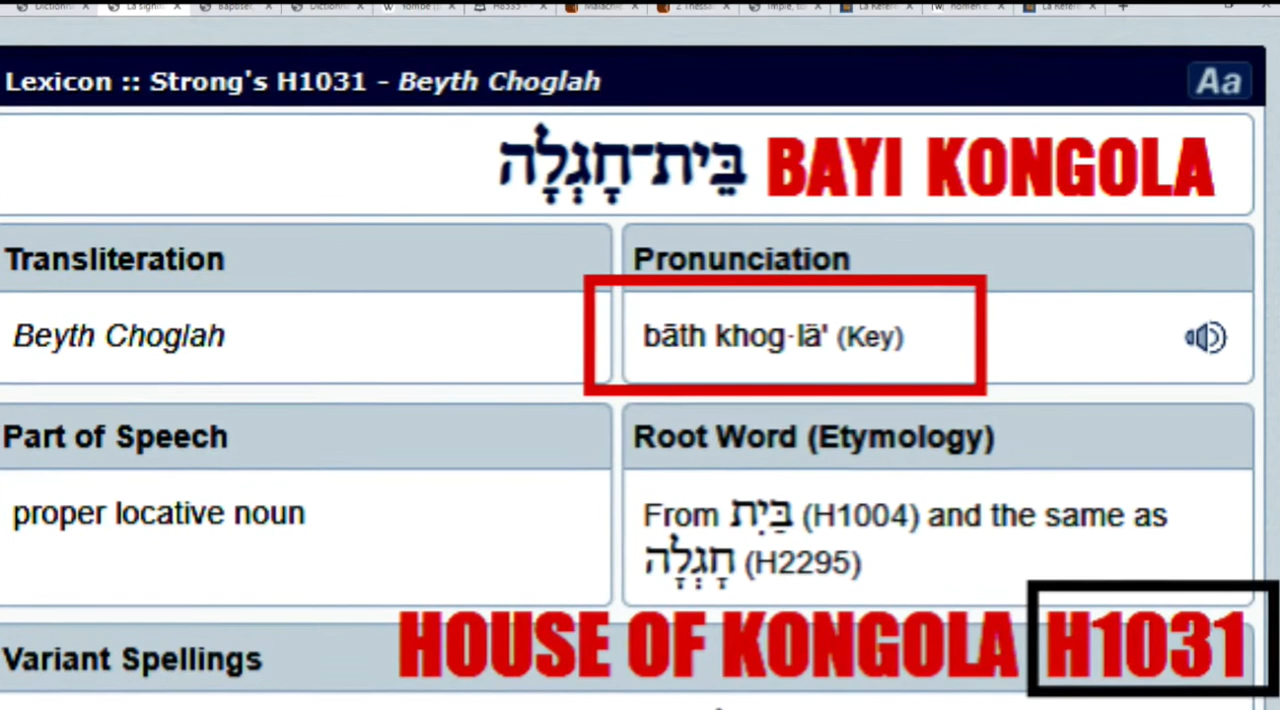 Lexicon :: Strong's H1031 - Beyth Choglah Aa
בֵּית־חָגְלָה BAYI KONGOLA
Transliteration
Pronunciation
Beyth Choglah
bāth khog·lä' (Key)
Part of Speech
Root Word (Etymology)
proper locative noun
From בַּיִת (H1004) and the same as
חָגְלָה (H2295)
HOUSE OF KONGOLA H1031
Variant Spellings